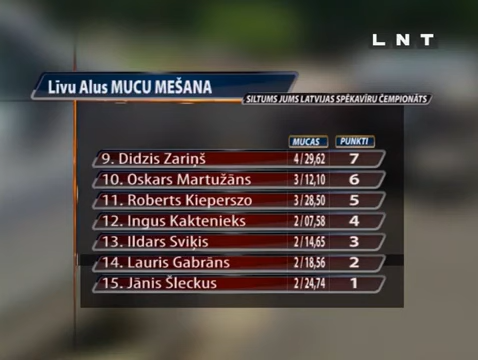 LNT
Līvu Alus MUCU MEŠANA
SILTUMS JUMS LATVIJAS SPĒKAVĪRU ČEMPIONĀTS
MUCAS PUNKTI
9. Didzis Zariņš 4/29,62 7
10. Oskars Martužāns 3/12,10 6
11. Roberts Kieperszo 3/28,50 5
12. Ingus Kaktenieks 2/07,58 4
13. Ildars Sviķis 2/14,65 3
14. Lauris Gabrāns 2/18,56 2
15. Jānis Šleckus 2/24,74 1